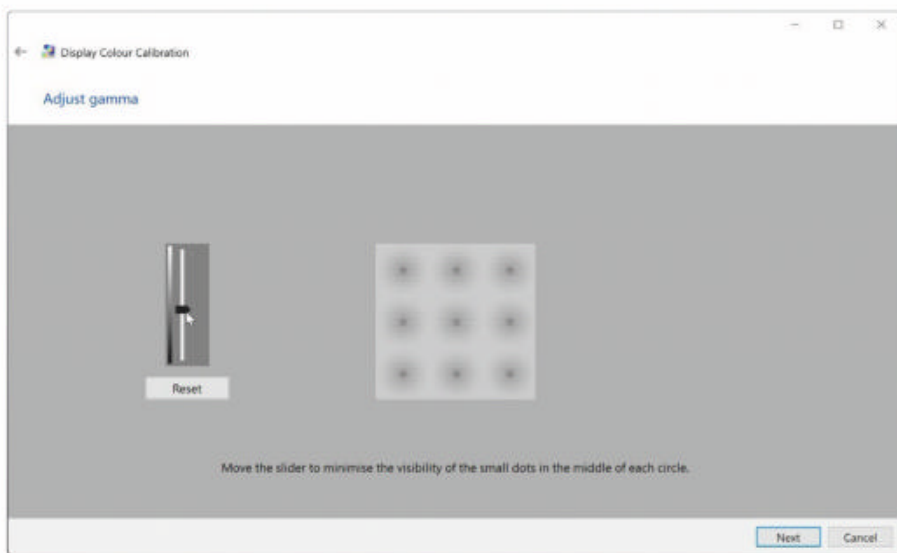 Display Colour Calibration
Adjust gamma
Reset
Move the slider to minimise the visibility of the small dots in the middle of each circle.
Next Cancel